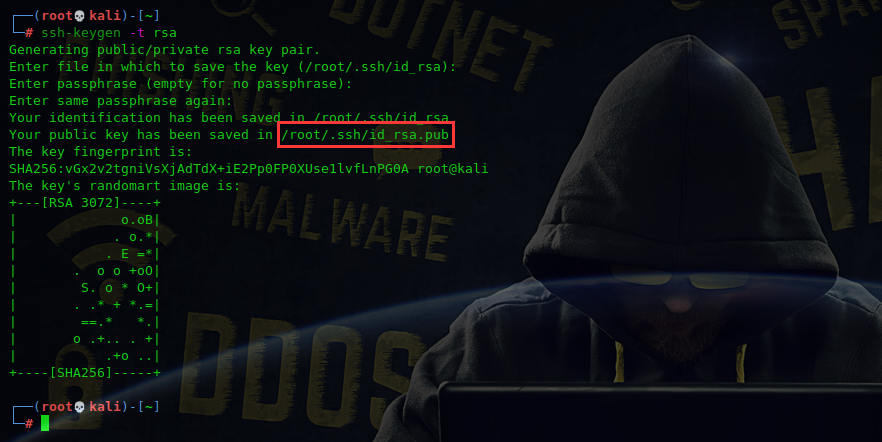 ┌──(root💀kali)-[~]
└─# ssh-keygen -t rsa
Generating public/private rsa key pair.
Enter file in which to save the key (/root/.ssh/id_rsa):
Enter passphrase (empty for no passphrase):
Enter same passphrase again:
Your identification has been saved in /root/.ssh/id_rsa
Your public key has been saved in /root/.ssh/id_rsa.pub
The key fingerprint is:
SHA256:vGx2v2tgniVsXjAdTdX+iE2Pp0FP0XUse1lvfLnPG0A root@kali
The key's randomart image is:
+---[RSA 3072]----+
|             o.oB|
|            . o.*|
|           . E =*|
|       .  o o +oO|
|        S. o * O+|
|       . .* + *.=|
|        ==.*   *.|
|       o .+.. . +|
|           .+o ..|
+----[SHA256]-----+
┌──(root💀kali)-[~]
└─#
DOTNET
SPA
MALWARE
DDOS